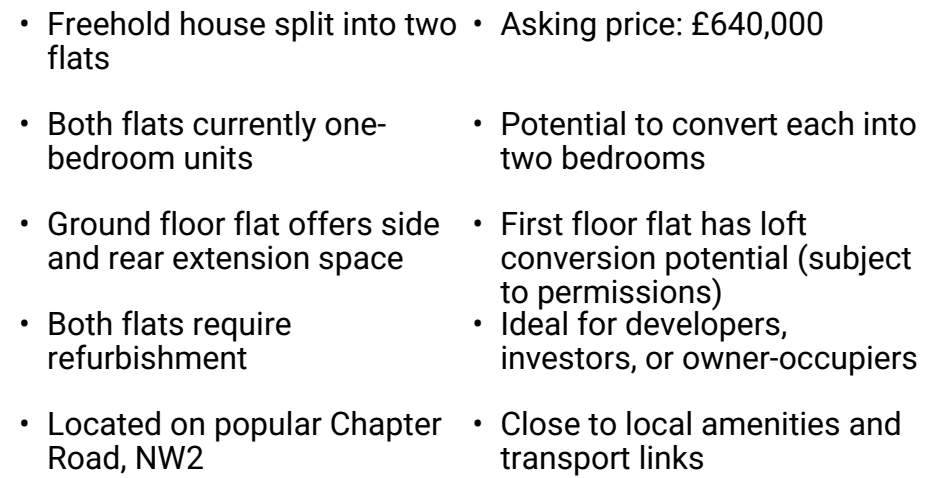 • Freehold house split into two flats
• Asking price: £640,000
• Both flats currently one-
bedroom units
• Potential to convert each into
two bedrooms
• Ground floor flat offers side
and rear extension space
• First floor flat has loft
conversion potential (subject
to permissions)
• Both flats require
refurbishment
• Ideal for developers,
investors, or owner-occupiers
• Located on popular Chapter
Road, NW2
• Close to local amenities and
transport links